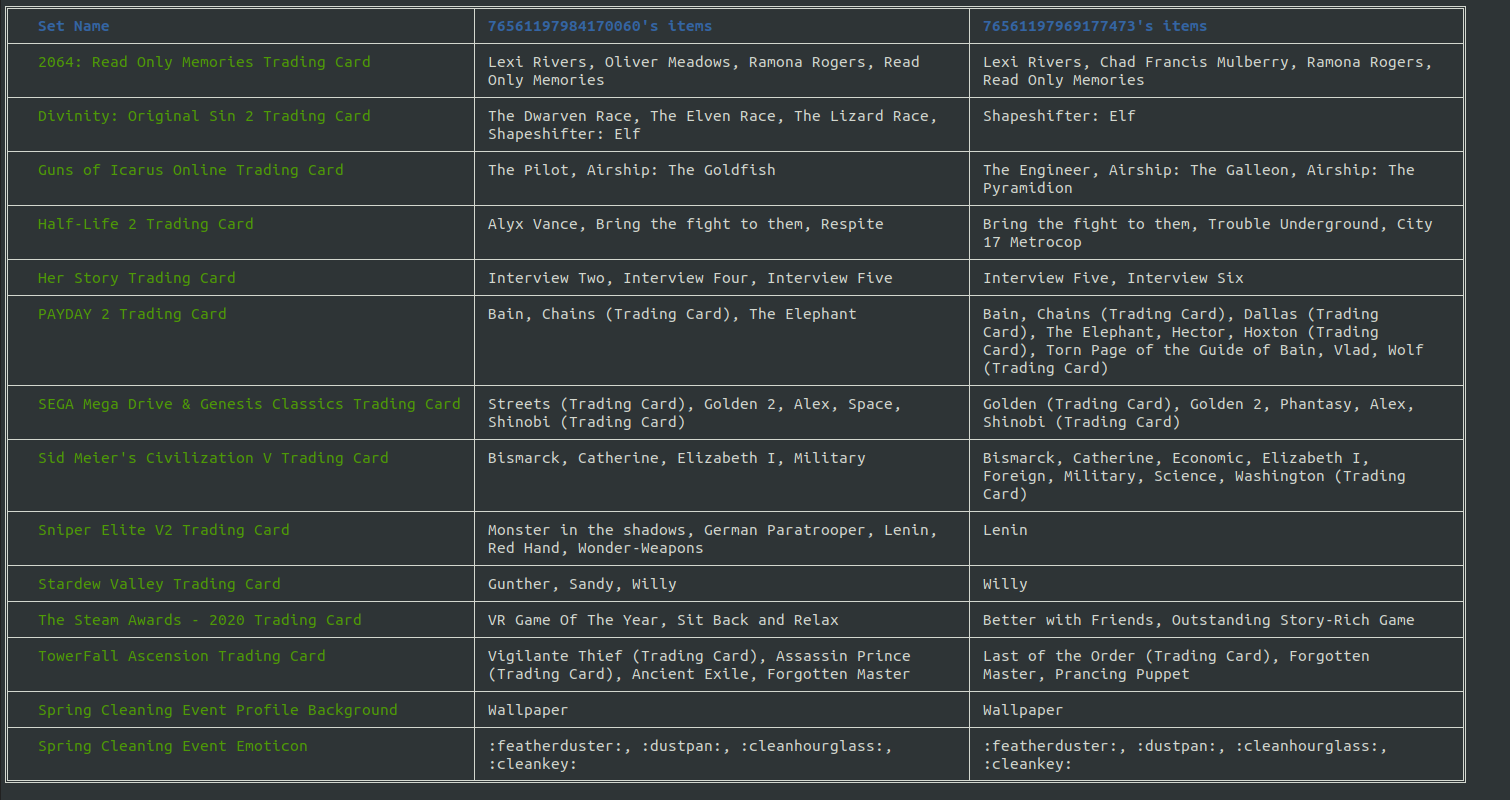 Set Name 76561197984170060's items 76561197969177473's items
2064: Read Only Memories Trading Card Lexi Rivers, Oliver Meadows, Ramona Rogers, Read Lexi Rivers, Chad Francis Mulberry, Ramona Rogers,
Only Memories Read Only Memories
Divinity: Original Sin 2 Trading Card The Dwarven Race, The Elven Race, The Lizard Race, Shapeshifter: Elf
Shapeshifter: Elf
Guns of Icarus Online Trading Card The Pilot, Airship: The Goldfish The Engineer, Airship: The Galleon, Airship: The
Pyramidion
Half-Life 2 Trading Card Alyx Vance, Bring the fight to them, Respite Bring the fight to them, Trouble Underground, City
17 Metrocop
Her Story Trading Card Interview Two, Interview Four, Interview Five Interview Five, Interview Six
PAYDAY 2 Trading Card Bain, Chains (Trading Card), The Elephant Bain, Chains (Trading Card), Dallas (Trading
Card), The Elephant, Hector, Hoxton (Trading
Card), Torn Page of the Guide of Bain, Vlad, Wolf
(Trading Card)
SEGA Mega Drive & Genesis Classics Trading Card Streets (Trading Card), Golden 2, Alex, Space, Golden (Trading Card), Golden 2, Phantasy, Alex,
Shinobi (Trading Card) Shinobi (Trading Card)
Sid Meier's Civilization V Trading Card Bismarck, Catherine, Elizabeth I, Military Bismarck, Catherine, Economic, Elizabeth I,
Foreign, Military, Science, Washington (Trading
Card)
Sniper Elite V2 Trading Card Monster in the shadows, German Paratrooper, Lenin, Lenin
Red Hand, Wonder-Weapons
Stardew Valley Trading Card Gunther, Sandy, Willy Willy
The Steam Awards - 2020 Trading Card VR Game Of The Year, Sit Back and Relax Better with Friends, Outstanding Story-Rich Game
TowerFall Ascension Trading Card Vigilante Thief (Trading Card), Assassin Prince Last of the Order (Trading Card), Forgotten
(Trading Card), Ancient Exile, Forgotten Master Master, Prancing Puppet
Spring Cleaning Event Profile Background Wallpaper Wallpaper
Spring Cleaning Event Emoticon :featherduster:, :dustpan:, :cleanhourglass:, :featherduster:, :dustpan:, :cleanhourglass:,
:cleankey: :cleankey: